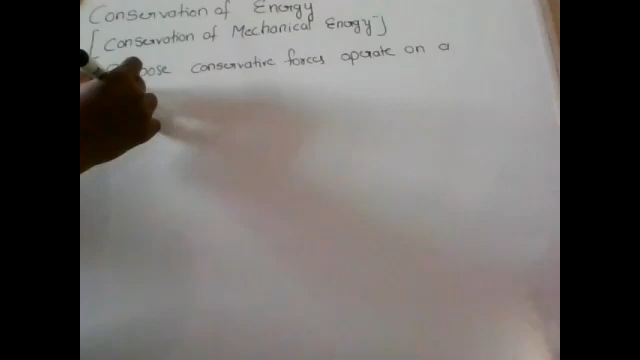 Conservation of Energy
[Conservation of Mechanical Energy]
conservative forces operate on a